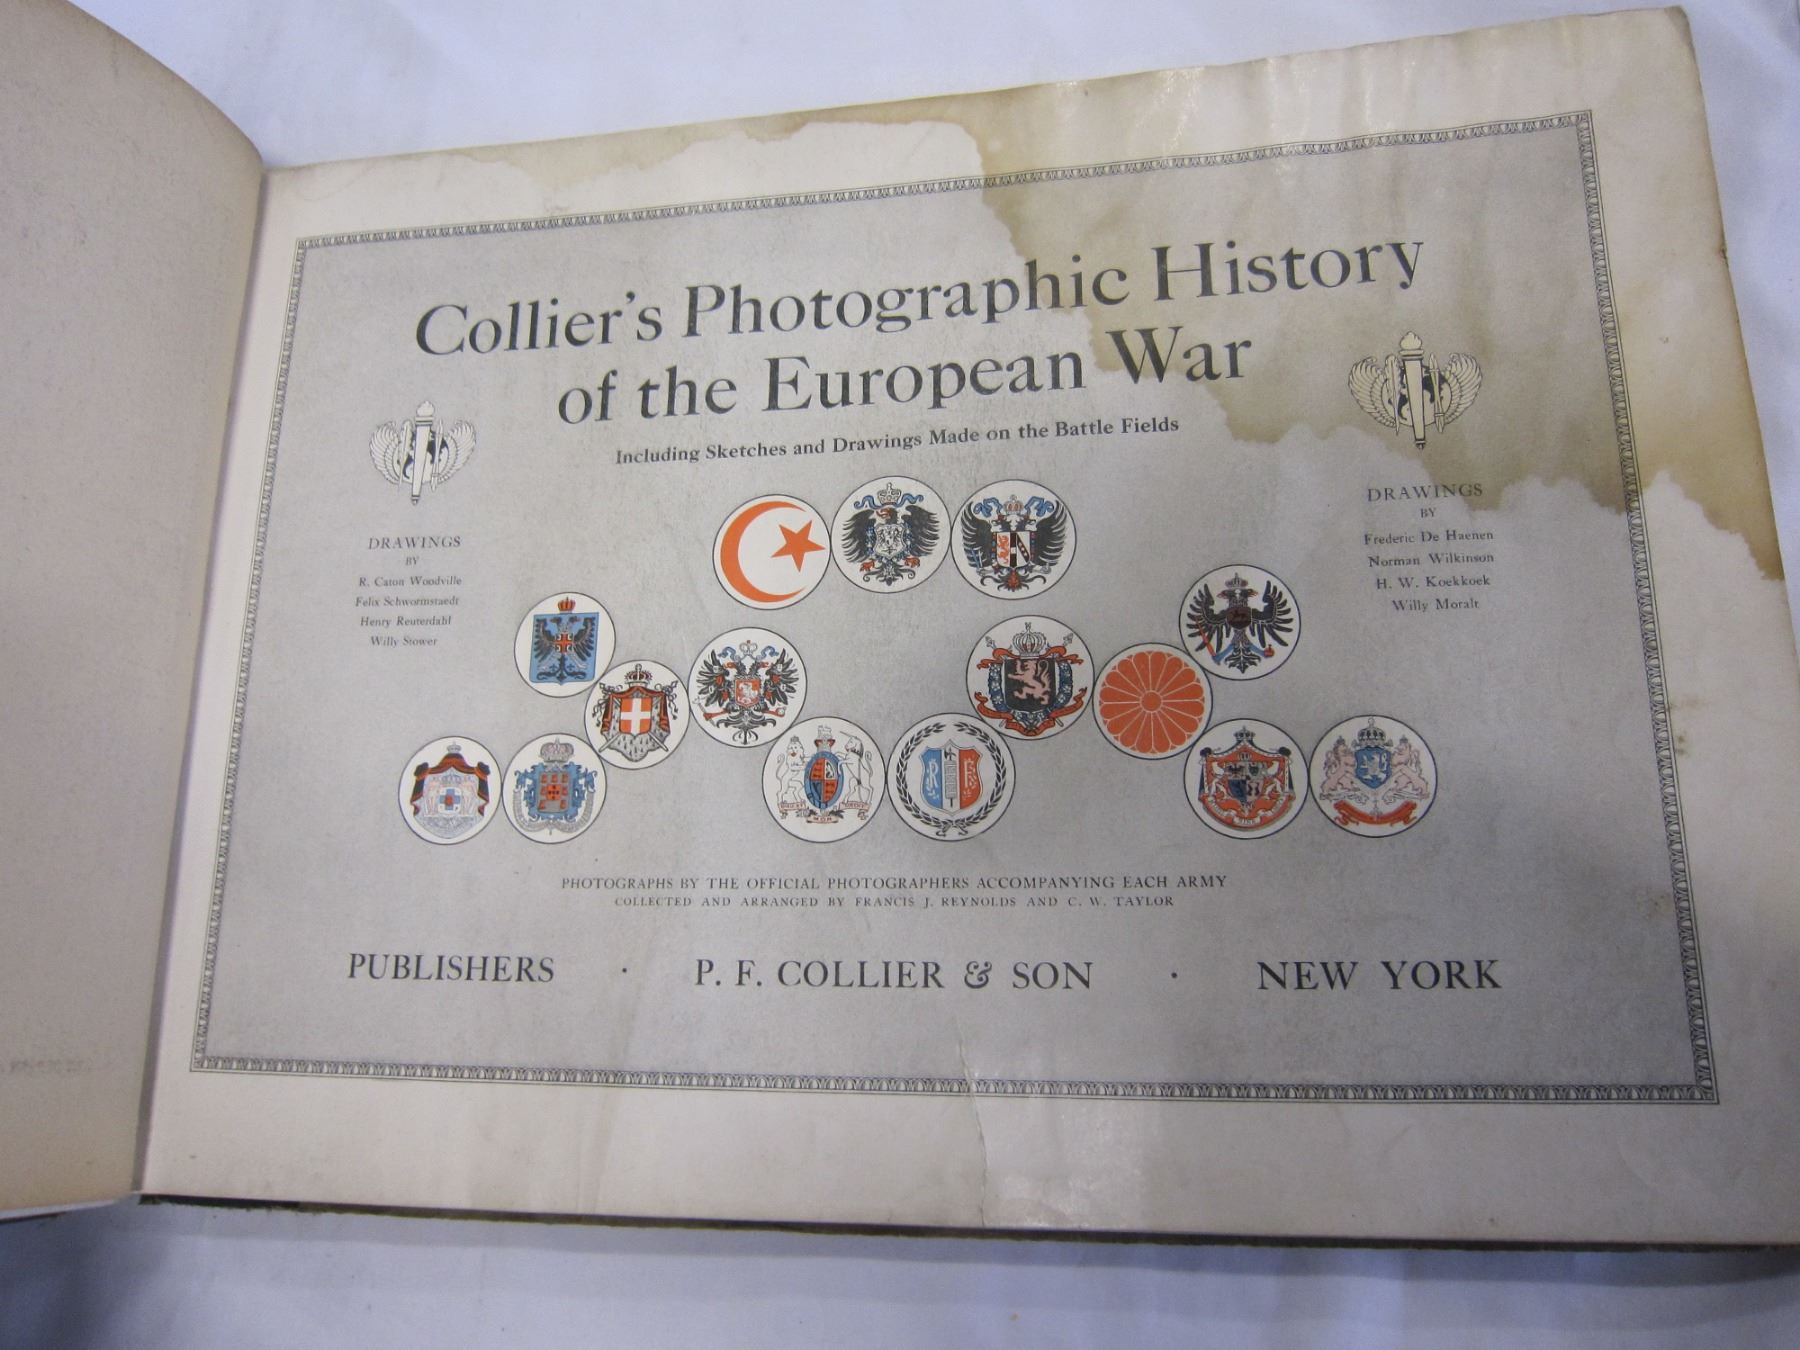 Collier's Photographic History
of the European War
Including Sketches and Drawings Made on the Battle Fields
DRAWINGS
BY
R. Caton Woodville
Felix Schwormstaedt
Henry Reuterdahl
Willy Stower
DRAWINGS
BY
Frederic De Haenen
Norman Wilkinson
H. W. Koekkoek
Willy Moralt
RF
PHOTOGRAPHS BY THE OFFICIAL PHOTOGRAPHERS ACCOMPANYING EACH ARMY
COLLECTED AND ARRANGED BY FRANCIS J. REYNOLDS AND C. W. TAYLOR
PUBLISHERS · P. F. COLLIER & SON · NEW YORK